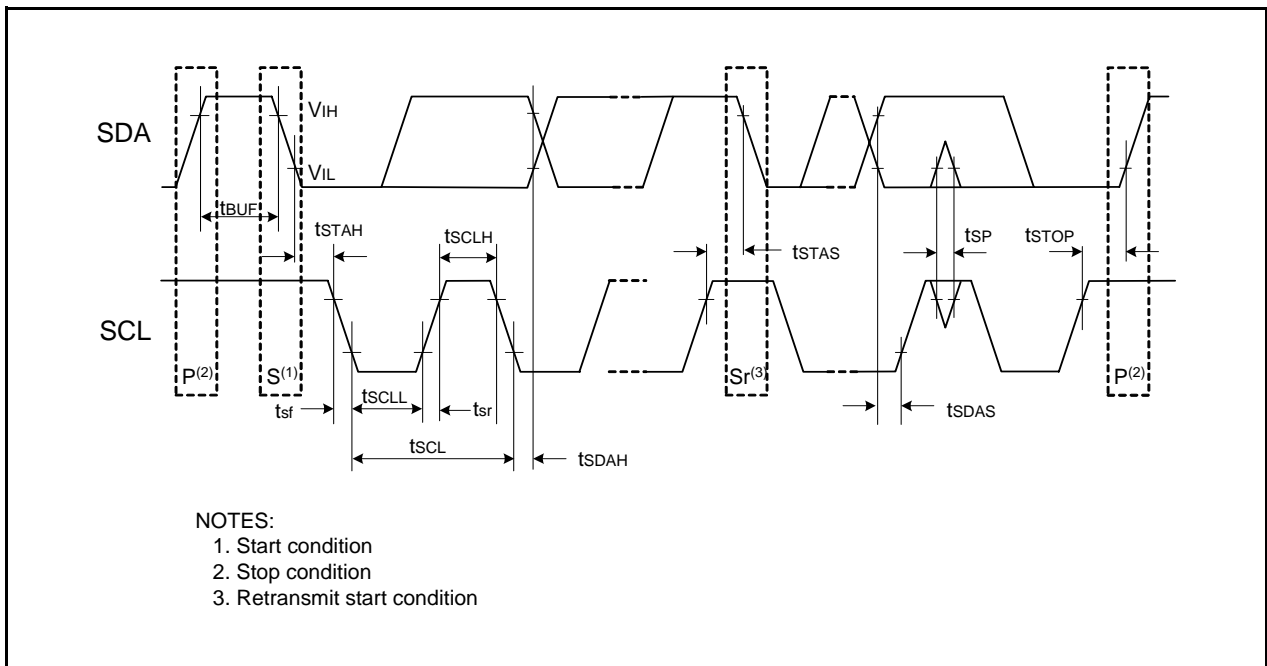 SDA
VIH
VIL
tBUF
tSTAH
tSCLH
tSTAS
tSP
tSTOP
SCL
P(2)
S(1)
Sr(3)
P(2)
tsf
tSCLL
tsr
tSDAS
tSCL
tSDAH
NOTES:
1. Start condition
2. Stop condition
3. Retransmit start condition